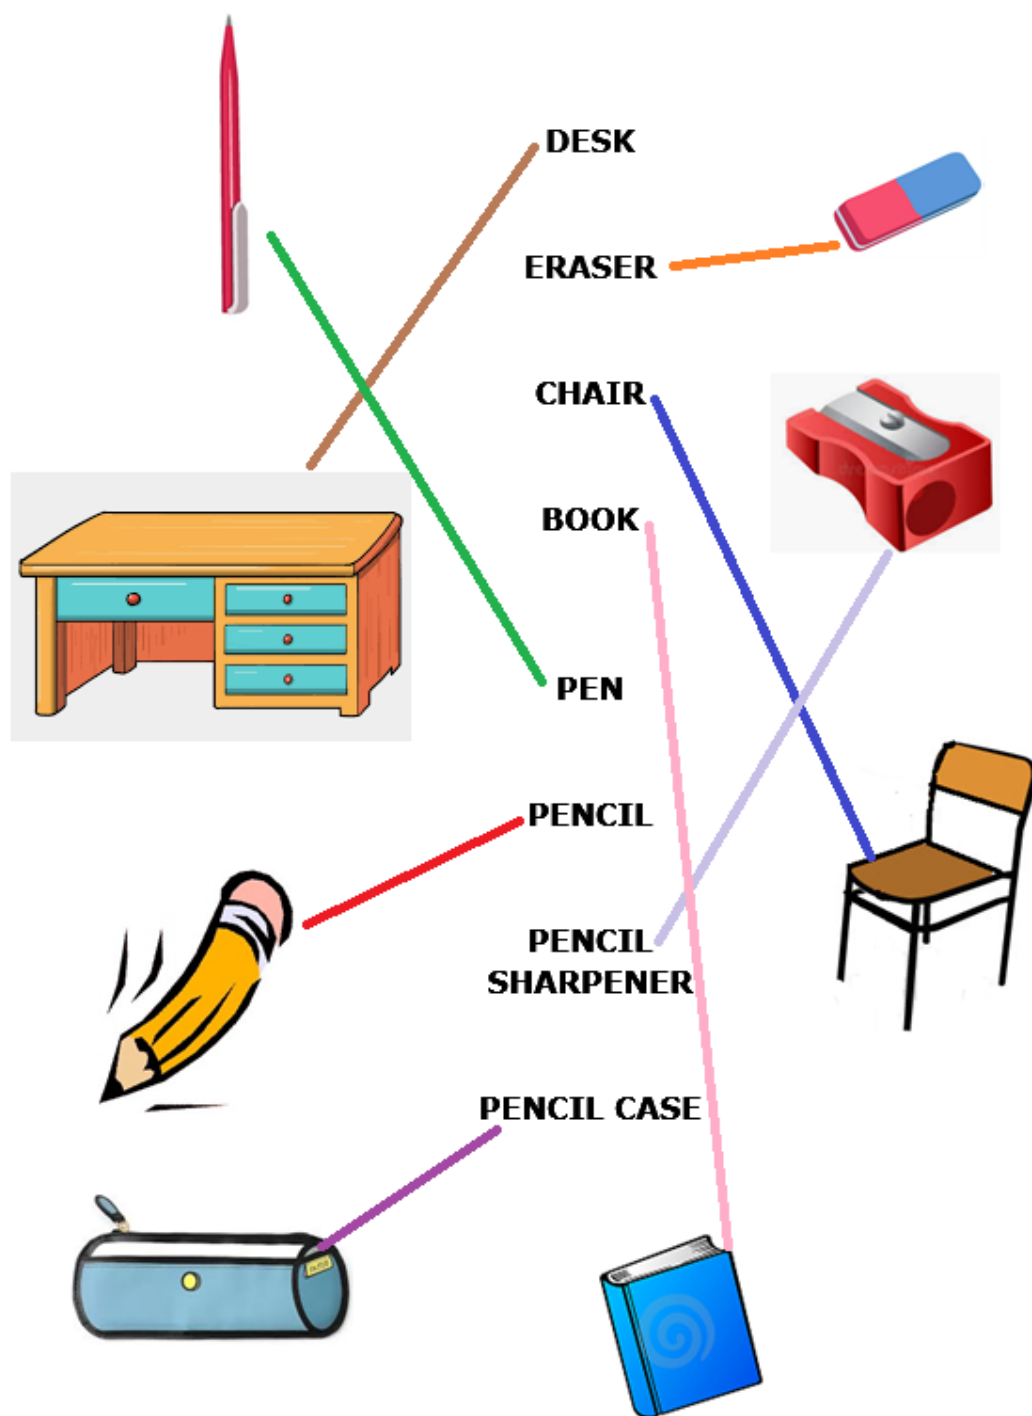 DESK
ERASER
CHAIR
BOOK
PEN
PENCIL
PENCIL
SHARPENER
PENCIL CASE